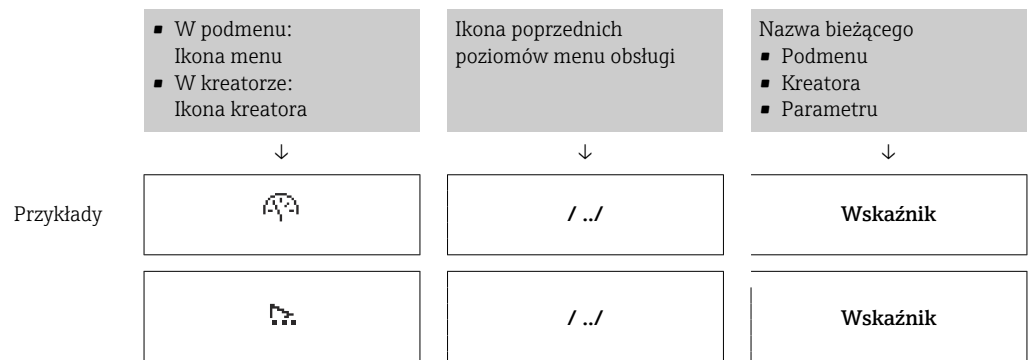 ▪ W podmenu:
Ikona menu
▪ W kreatorze:
Ikona kreatora
Ikona poprzednich
poziomów menu obsługi
Nazwa bieżącego
▪ Podmenu
▪ Kreatora
▪ Parametru
↓ ↓ ↓
Przykłady
/ ../
Wskaźnik
/ ../
Wskaźnik